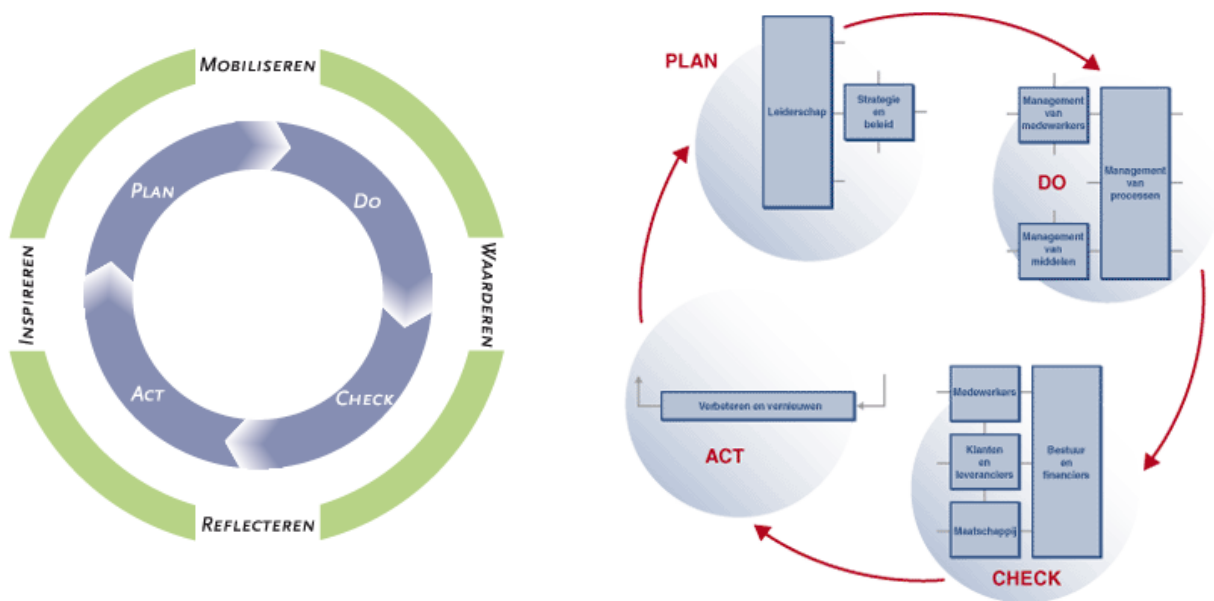 MOBILISEREN
PLAN
DO
INSPIREREN
WAARDEREN
ACT
CHECK
REFLECTEREN
PLAN
Leiderschap
Strategie
en
beleid
Management
van
medewerkers
DO
Management
van
processen
Management
van
middelen
Verbeteren en vernieuwen
ACT
Medewerkers
Klanten
en
leveranciers
Maatschappij
Bestuur
en
financiers
CHECK